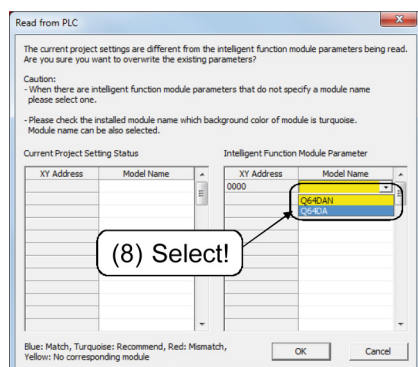 Read from PLC
The current project settings are different from the intelligent function module parameters being read.
Are you sure you want to overwrite the existing parameters?
Caution:
- When there are intelligent function module parameters that do not specify a module name
please select one.
- Please check the installed module name which background color of module is turquoise.
Module name can be also selected.
Current Project Setting Status
Intelligent Function Module Parameter
XY Address Model Name
XY Address Model Name
0000
Q64DAN
Q64DA
(8) Select!
Blue: Match, Turquoise: Recommend, Red: Mismatch,
Yellow: No corresponding module
OK Cancel